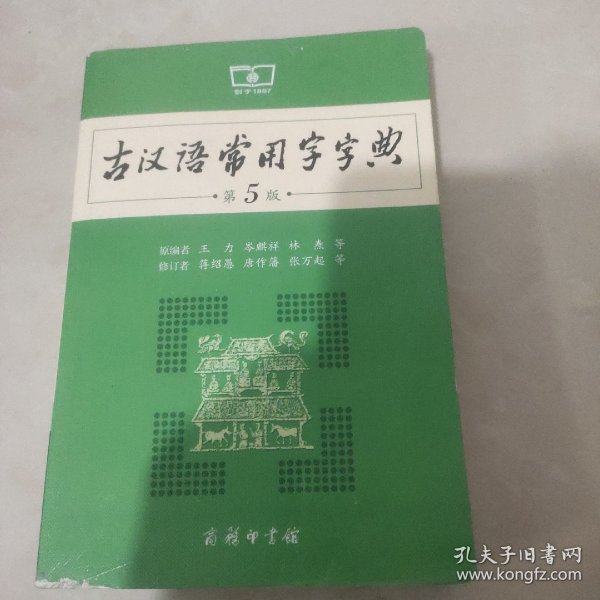 创于1897
古汉语常用字字典
·第5版·
原编者 王力 岑麒祥 林焘 等
修订者 蒋绍愚 唐作藩 张万起 等
商务印书馆
孔夫子旧书网
www.kongfz.com